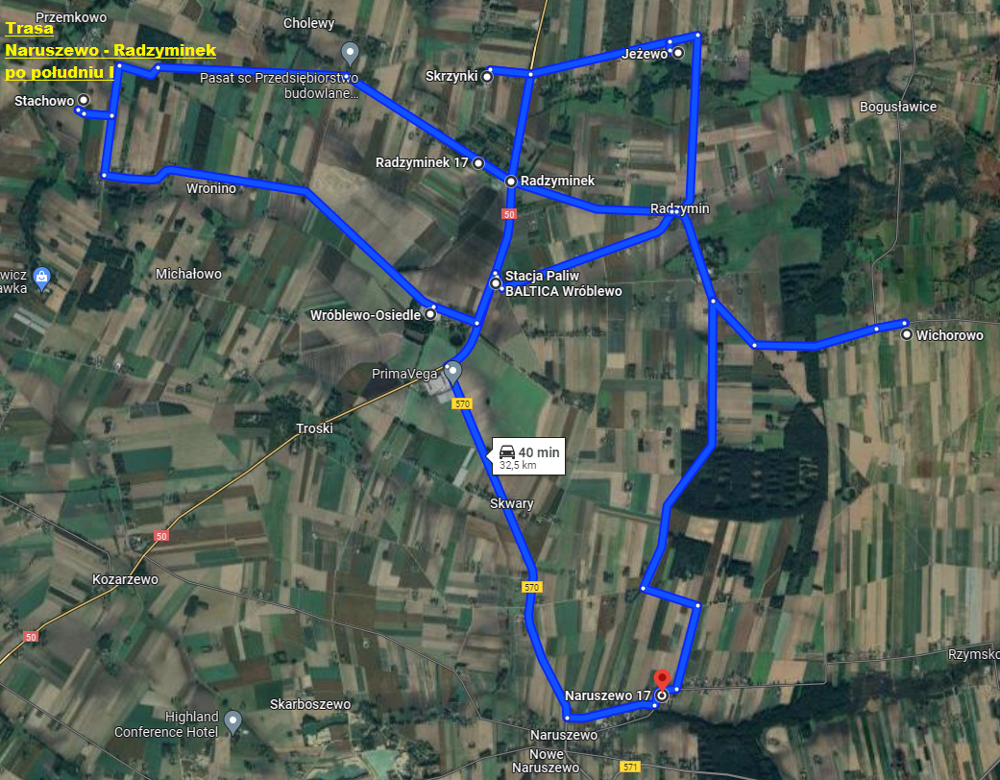 Przemkowo
Cholewy
Trasa
Naruszewo - Radzyminek
po południu I
Jeżewo
Skrzynki
Pasat sc Przedsiębiorstwo
budowlane...
Stachowo
Bogusławice
Radzyminek 17
Radzyminek
Wronino
50
Radzymin
wicz
awka
Michałowo
Stacja Paliw
BALTICA Wróblewo
Wróblewo-Osiedle
Wichorowo
PrimaVega
570
Troski
40 min
32,5 km
Skwary
50
Kozarzewo
570
50
Rzymsko
Naruszewo 17
Skarboszewo
Highland
Conference Hotel
Naruszewo
Nowe
Naruszewo
571